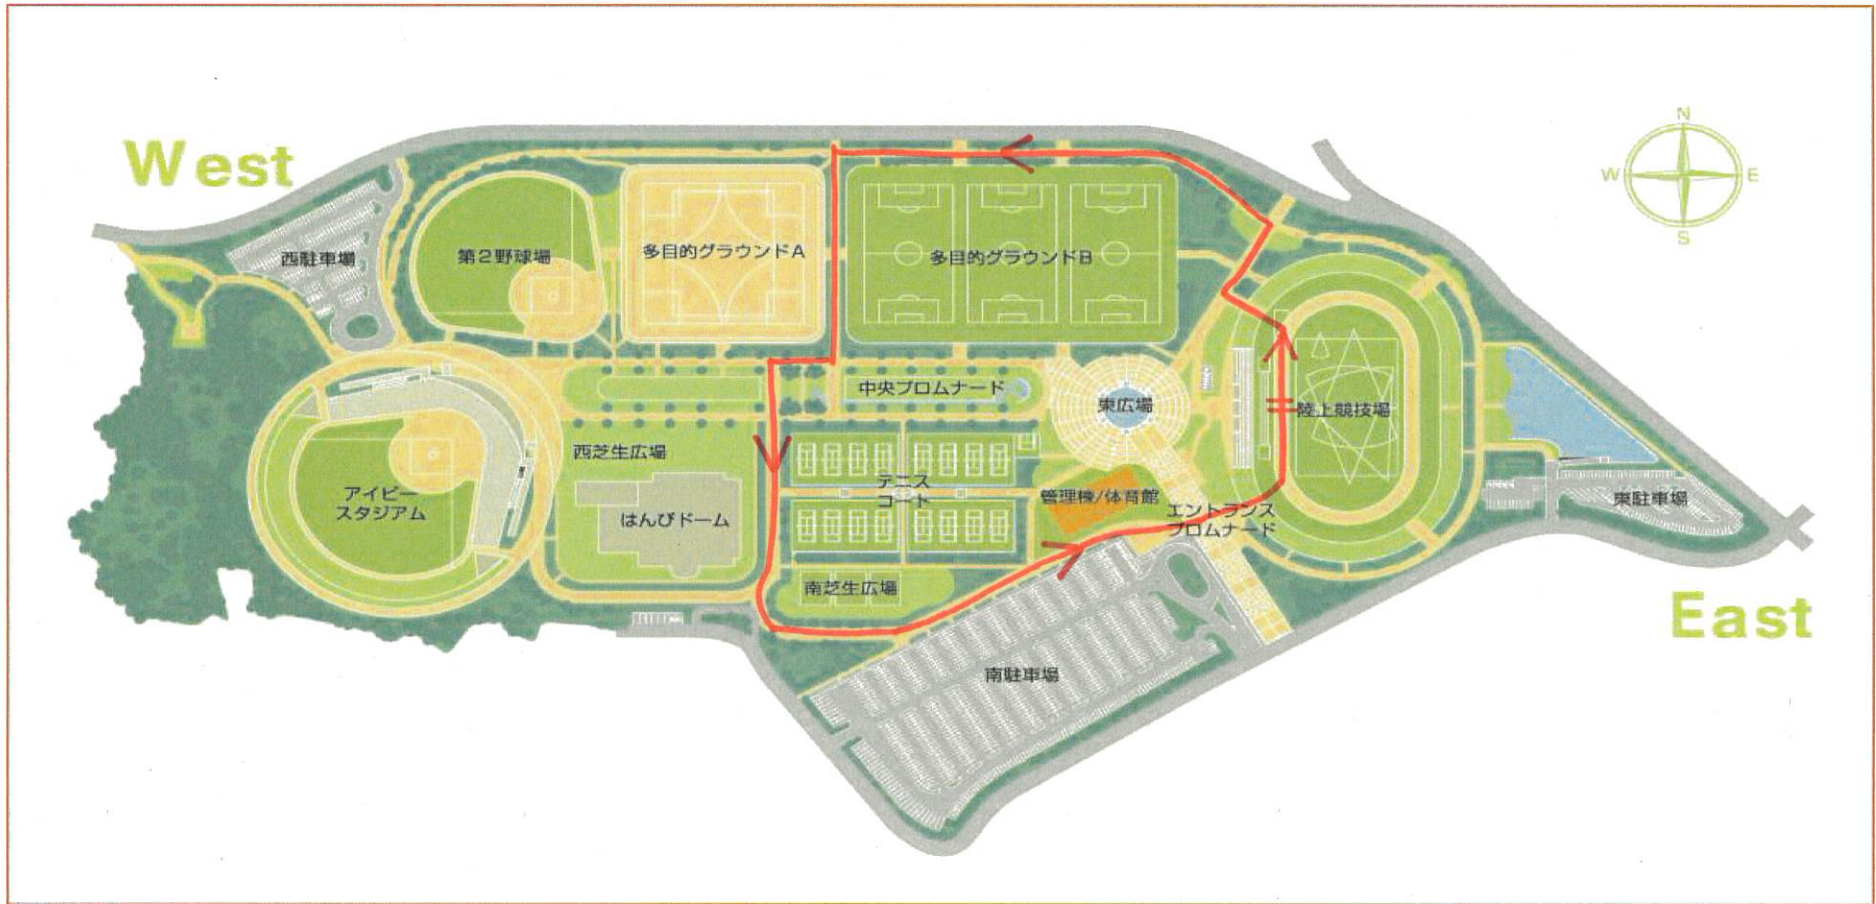 West
N
W E
S
西駐車場
第2野球場
多目的グラウンドA
多目的グラウンドB
中央プロムナード
東広場
陸上競技場
西芝生広場
アイビー
スタジアム
はんぴドーム
テニス
コート
管理棟/体育館
エントランス
プロムナード
東駐車場
南芝生広場
南駐車場
East